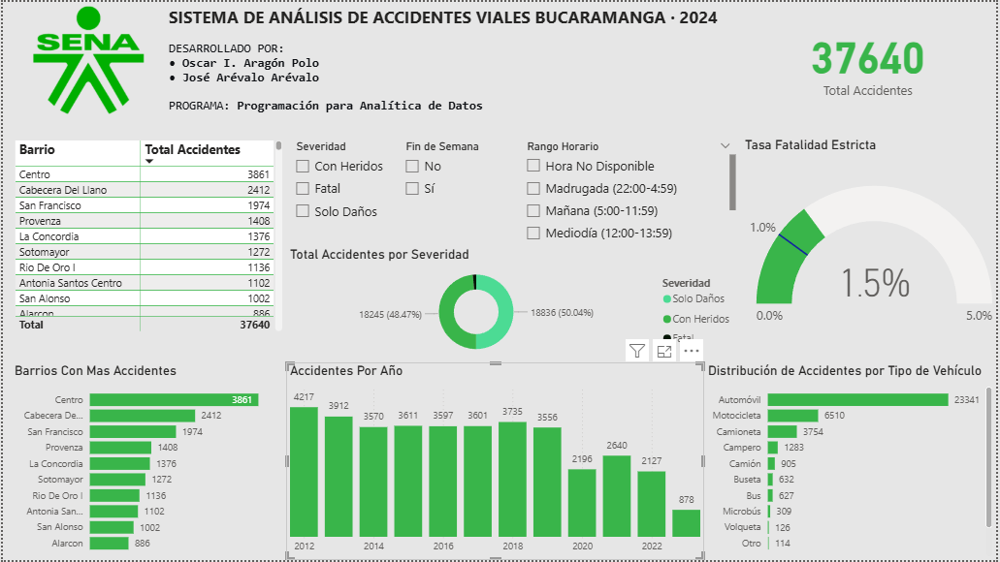 SENA
SISTEMA DE ANÁLISIS DE ACCIDENTES VIALES BUCARAMANGA · 2024
DESARROLLADO POR:
• Oscar I. Aragón Polo
• José Arévalo Arévalo
PROGRAMA: Programación para Analítica de Datos
37640
Total Accidentes
Barrio Total Accidentes
Centro 3861
Cabecera Del Llano 2412
San Francisco 1974
Provenza 1408
La Concordia 1376
Sotomayor 1272
Rio De Oro I 1136
Antonia Santos Centro 1102
San Alonso 1002
Alarcon 886
Total 37640
Severidad
Con Heridos
Fatal
Solo Daños
Fin de Semana
No
Sí
Rango Horario
Hora No Disponible
Madrugada (22:00-4:59)
Mañana (5:00-11:59)
Mediodía (12:00-13:59)
Tasa Fatalidad Estricta
1.0%
1.5%
0.0% 5.0%
Total Accidentes por Severidad
18245 (48.47%)
18836 (50.04%)
Severidad
Solo Daños
Con Heridos
Fatal
Barrios Con Mas Accidentes
Centro 3861
Cabecera De... 2412
San Francisco 1974
Provenza 1408
La Concordia 1376
Sotomayor 1272
Rio De Oro I 1136
Antonia San... 1102
San Alonso 1002
Alarcon 886
Accidentes Por Año
4217 3912 3570 3611 3597 3601 3735 3556 2196 2640 2127 878
2012 2014 2016 2018 2020 2022
Distribución de Accidentes por Tipo de Vehículo
Automóvil 23341
Motocicleta 6510
Camioneta 3754
Campero 1283
Camión 905
Buseta 632
Bus 627
Microbús 309
Volqueta 126
Otro 114